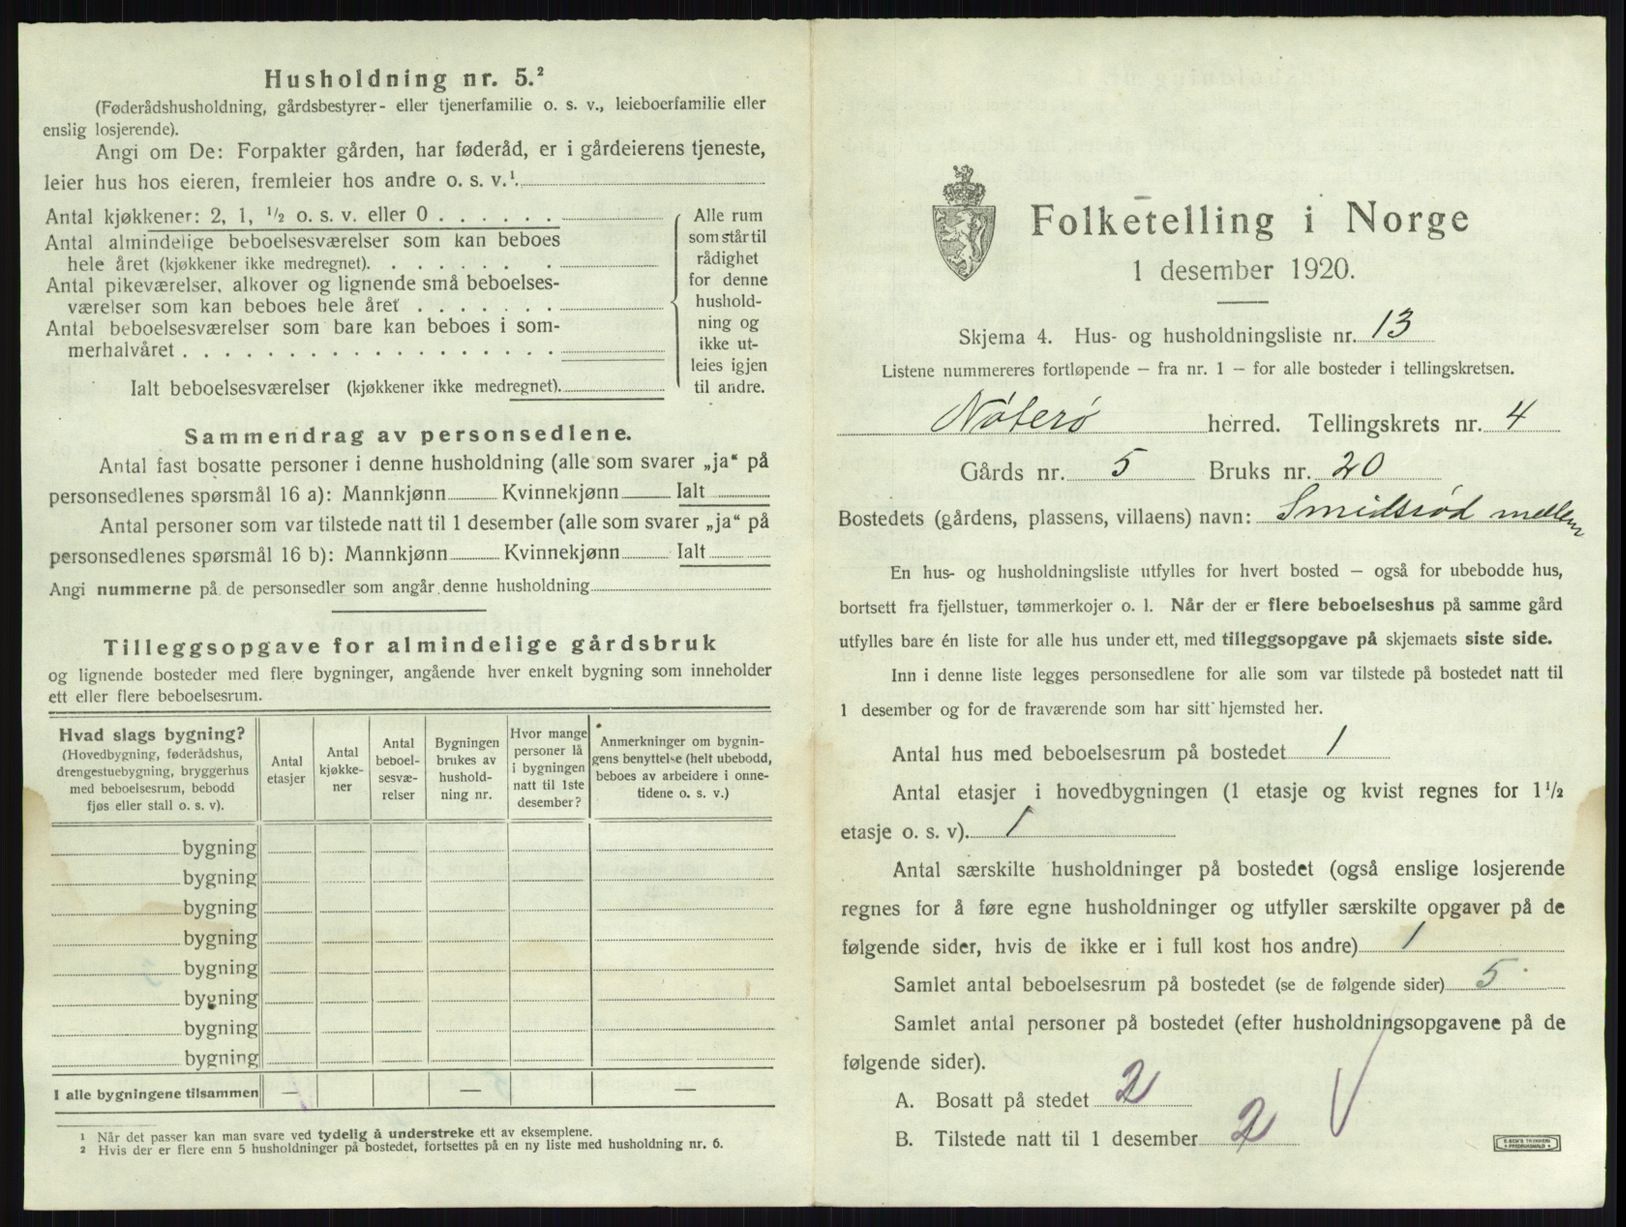 Husholdning nr. 5.²
(Føderådshusholdning, gårdsbestyrer- eller tjenerfamilie o. s. v., leieboerfamilie eller
enslig losjerende).
Angi om De: Forpakter gården, har føderåd, er i gårdeierens tjeneste,
leier hus hos eieren, fremleier hos andre o. s. v.¹.
Antal kjøkkener: 2, 1, ½ o. s. v. eller 0 . . . . . .
Antal almindelige beboelsesværelser som kan beboes
hele året (kjøkkener ikke medregnet). . . . . . . . .
Antal pikeværelser, alkover og lignende små beboelses-
værelser som kan beboes hele året . . . . . . .
Antal beboelsesværelser som bare kan beboes i som-
merhalvåret . . . . . . . . . . . . . . . . . .
Ialt beboelsesværelser (kjøkkener ikke medregnet).
Alle rum
som står til
rådighet
for denne
hushold-
ning og
ikke ut-
leies igjen
til andre.
Sammendrag av personsedlene.
Antal fast bosatte personer i denne husholdning (alle som svarer „ja“ på
personsedlenes spørsmål 16 a): Mannkjønn Kvinnekjønn Ialt
Antal personer som var tilstede natt til 1 desember (alle som svarer „ja“ på
personsedlenes spørsmål 16 b): Mannkjønn Kvinnekjønn Ialt
Angi nummerne på de personsedler som angår denne husholdning
Tilleggsopgave for almindelige gårdsbruk
og lignende bosteder med flere bygninger, angående hver enkelt bygning som inneholder
ett eller flere beboelsesrum.
Hvad slags bygning?
(Hovedbygning, føderådshus,
drengestuebygning, bryggerhus
med beboelsesrum, bebodd
fjøs eller stall o. s. v).
Antal
etasjer
Antal
kjøkke-
ner
Antal
beboel-
sesvæ-
relser
Bygningen
brukes av
hushold-
ning nr.
Hvor mange
personer lå
i bygningen
natt til 1ste
desember?
Anmerkninger om bygnin-
gens benyttelse (helt ubebodd,
beboes av arbeidere i onne-
tidene o. s. v.)
bygning
bygning
bygning
bygning
bygning
bygning
bygning
bygning
I alle bygningene tilsammen — — —
¹ Når det passer kan man svare ved tydelig å understreke ett av eksemplene.
² Hvis der er flere enn 5 husholdninger på bostedet, fortsettes på en ny liste med husholdning nr. 6.
Folketelling i Norge
1 desember 1920.
Skjema 4. Hus- og husholdningsliste nr. 13
Listene nummereres fortløpende — fra nr. 1 — for alle bosteder i tellingskretsen.
Nøterø herred. Tellingskrets nr. 4
Gårds nr. 5 Bruks nr. 20
Bostedets (gårdens, plassens, villaens) navn: Smidsrød mellem
En hus- og husholdningsliste utfylles for hvert bosted — også for ubebodde hus,
bortsett fra fjellstuer, tømmerkojer o. l. Når der er flere beboelseshus på samme gård
utfylles bare én liste for alle hus under ett, med tilleggsopgave på skjemaets siste side.
Inn i denne liste legges personsedlene for alle som var tilstede på bostedet natt til
1 desember og for de fraværende som har sitt hjemsted her.
Antal hus med beboelsesrum på bostedet 1
Antal etasjer i hovedbygningen (1 etasje og kvist regnes for 1½
etasje o. s. v). 1
Antal særskilte husholdninger på bostedet (også enslige losjerende
regnes for å føre egne husholdninger og utfyller særskilte opgaver på de
følgende sider, hvis de ikke er i full kost hos andre) 1
Samlet antal beboelsesrum på bostedet (se de følgende sider) 5
Samlet antal personer på bostedet (efter husholdningsopgavene på de
følgende sider).
A. Bosatt på stedet 2
B. Tilstede natt til 1 desember 2